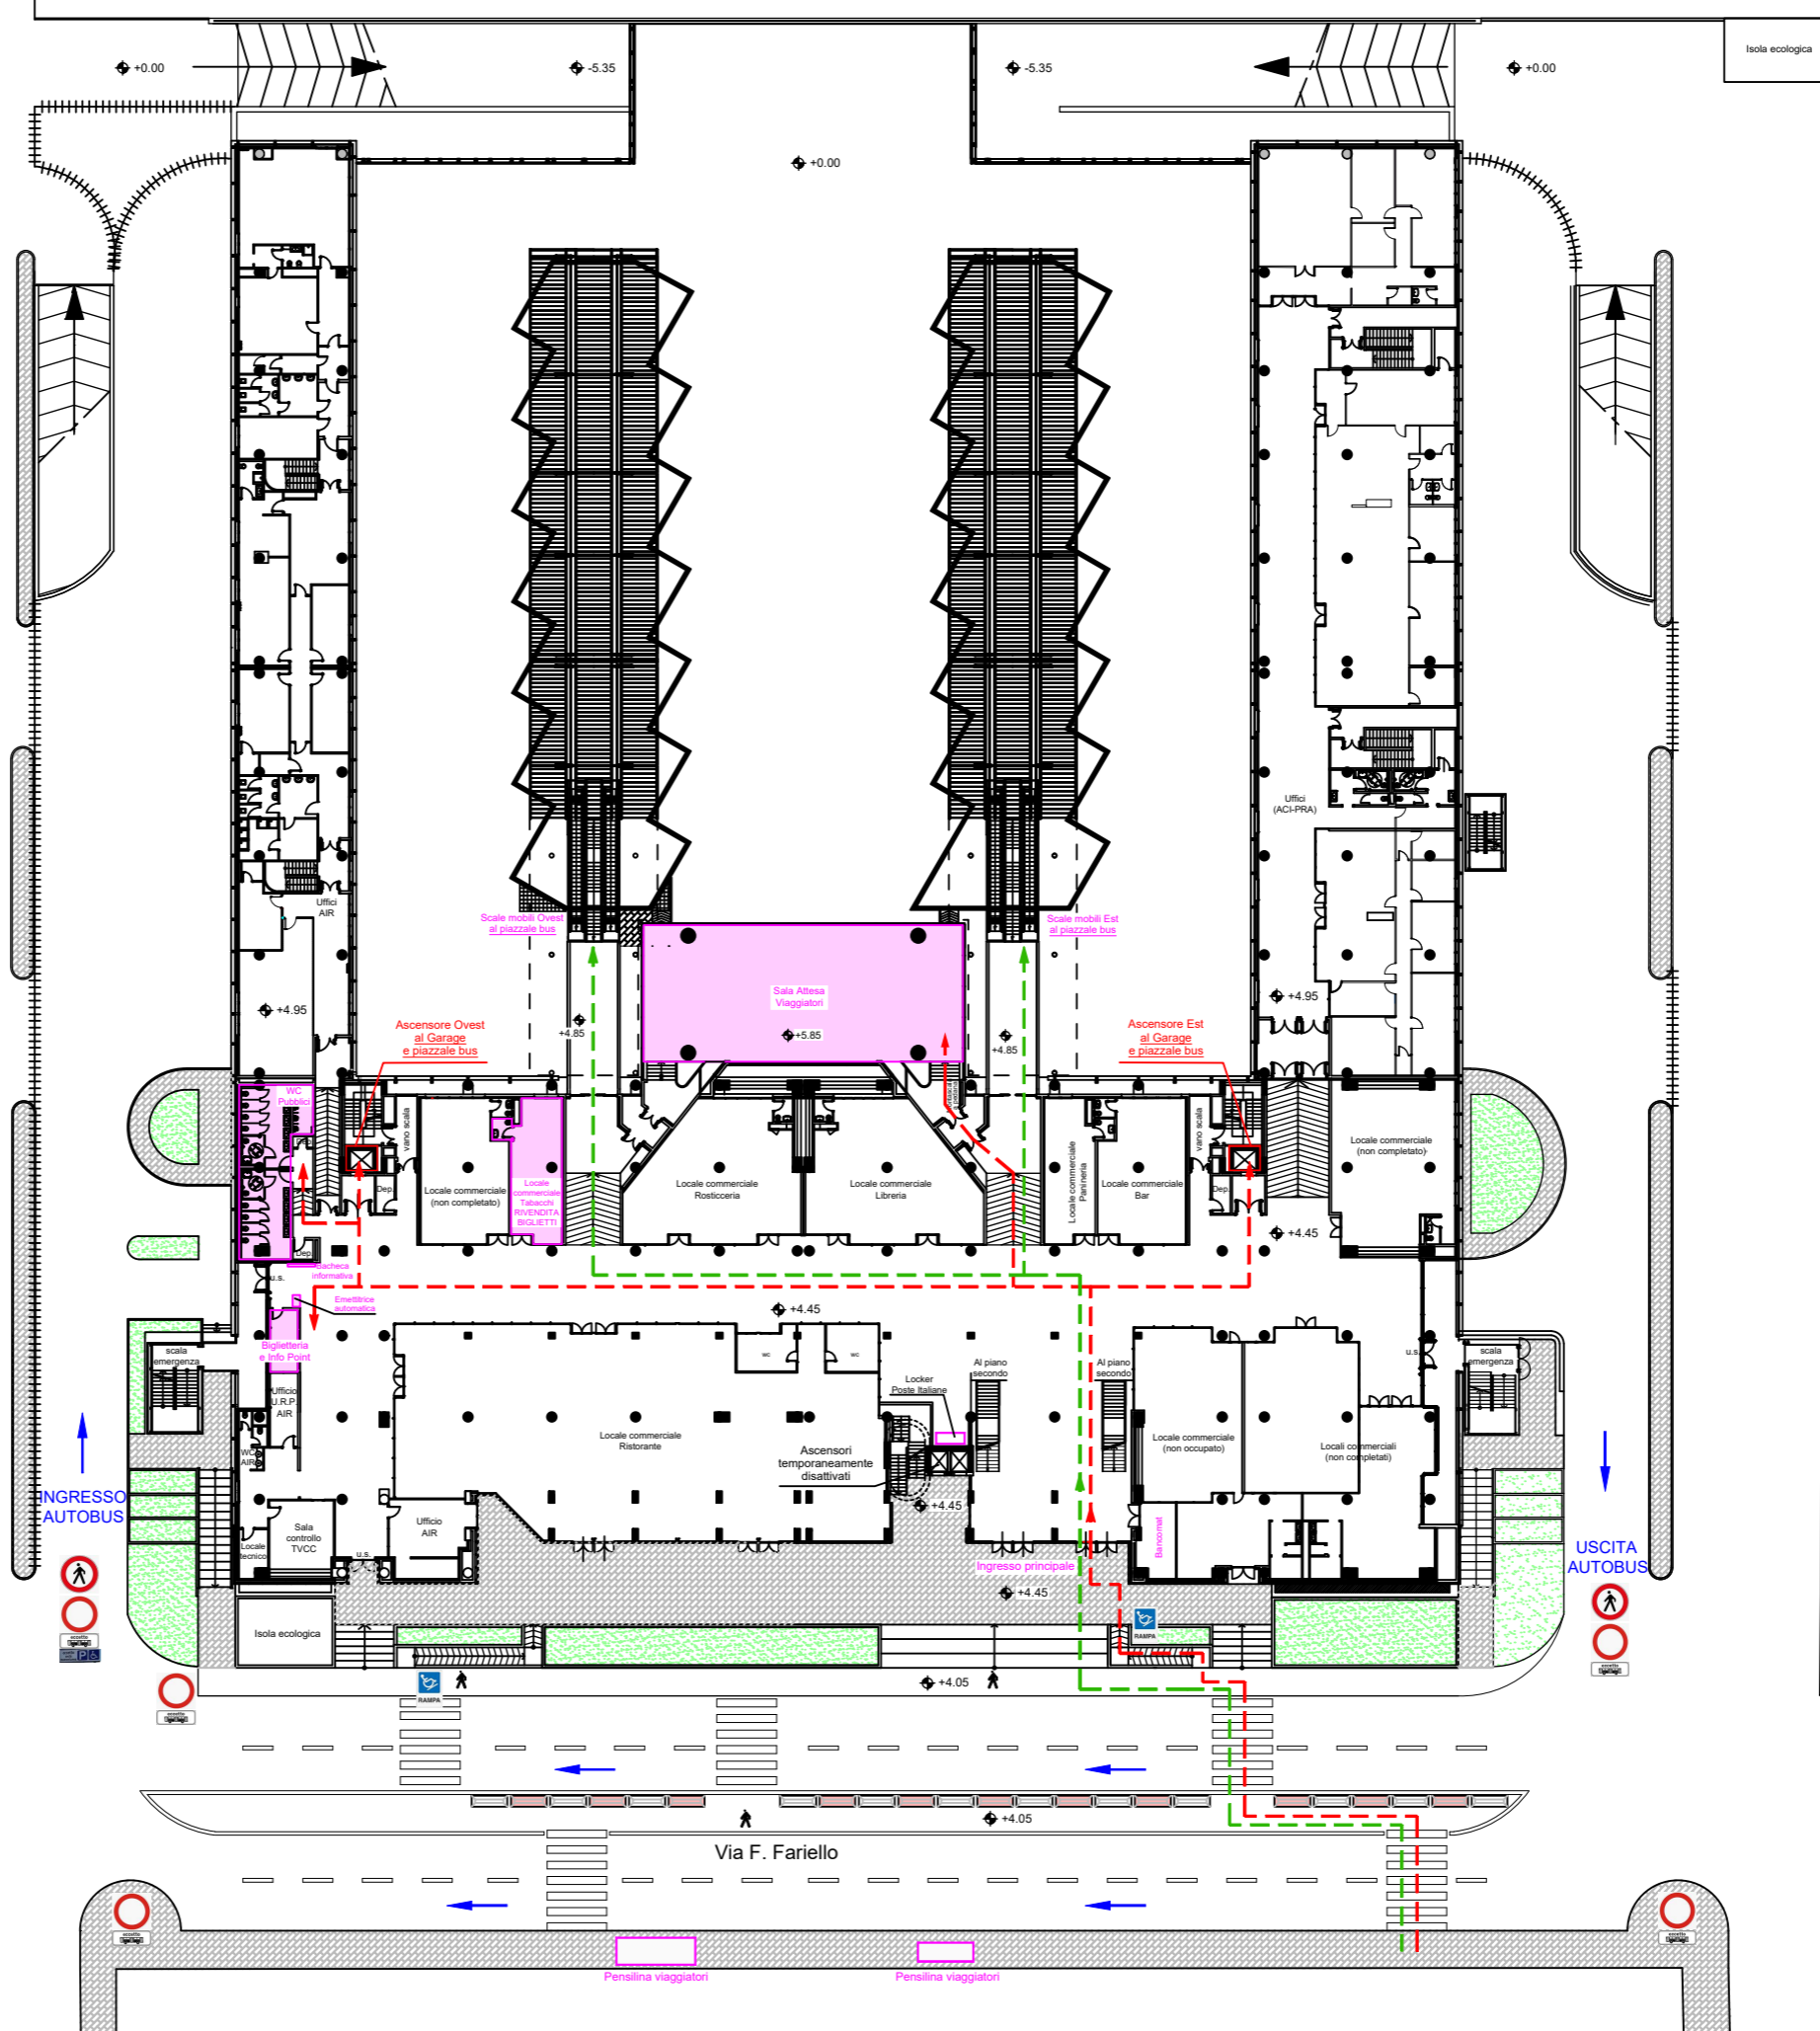 Isola ecologica
+0.00
-5.35
-5.35
+0.00
+0.00
Uffici
(ACI-PRA)
Uffici
AIR
Scale mobili Ovest
al piazzale bus
Scale mobili Est
al piazzale bus
Sala Attesa
Viaggiatori
+4.95
+4.95
+5.85
+4.85
+4.85
Ascensore Ovest
al Garage
e piazzale bus
Ascensore Est
al Garage
e piazzale bus
WC
Pubblici
Dep.
vano scala
vano scala
Locale commerciale
(non completato)
Dep.
Locale commerciale
(non completato)
Locale
commerciale
Tabacchi
RIVENDITA
BIGLIETTI
Locale commerciale
Rosticceria
Locale commerciale
Libreria
Locale commerciale
Panineria
Locale commerciale
Bar
Dep.
+4.45
Dep.
Bacheca
informativa
u.s.
Emettitrice
automatica
+4.45
Biglietteria
e Info Point
scala
emergenza
wc
wc
u.s.
scala
emergenza
Al piano
secondo
Al piano
secondo
Locker
Poste Italiane
Ufficio
U.R.P.
AIR
Locale commerciale
Ristorante
Ascensori
temporaneamente
disattivati
Locale commerciale
(non occupato)
Locali commerciali
(non completati)
WC
AIR
INGRESSO
AUTOBUS
+4.45
Sala
controllo
TVCC
Ufficio
AIR
Locale
tecnico
u.s.
Bancomat
Ingresso principale
USCITA
AUTOBUS
+4.45
eccetto
P
eccetto
RAMPA
Isola ecologica
RAMPA
+4.05
eccetto
+4.05
Via F. Fariello
eccetto
eccetto
Pensilina viaggiatori
Pensilina viaggiatori